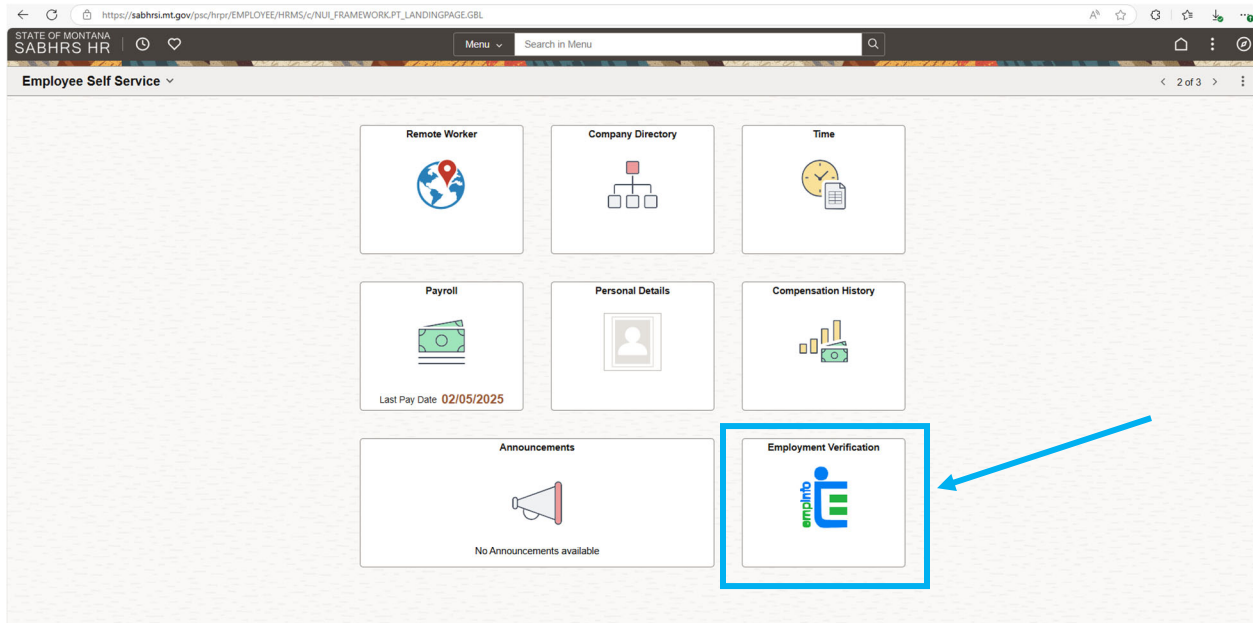 https://sabhrsi.mt.gov/psc/hrpr/EMPLOYEE/HRMS/c/NUI_FRAMEWORK.PT_LANDINGPAGE.GBL
STATE OF MONTANA
SABHRS HR
Menu
Search in Menu
Employee Self Service
2 of 3
Remote Worker
Company Directory
Time
Payroll
Personal Details
Compensation History
Last Pay Date 02/05/2025
Announcements
Employment Verification
empinfo
No Announcements available